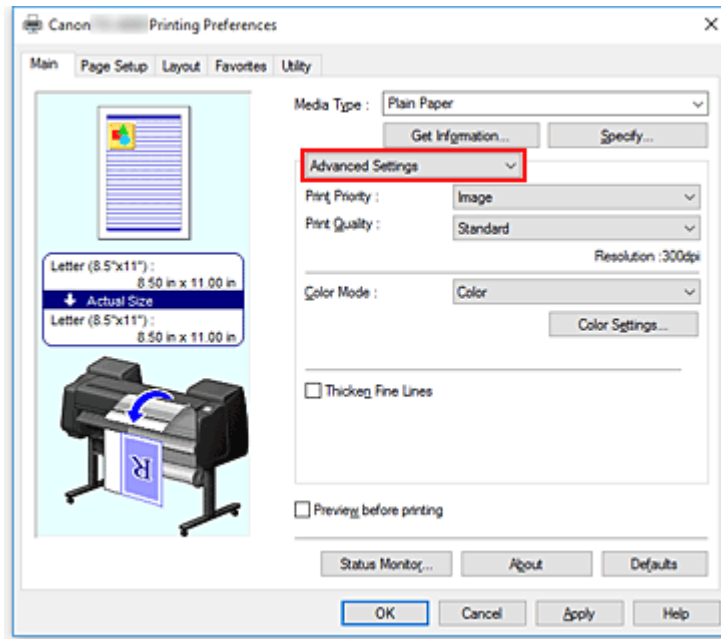 Canon Printing Preferences
Main Page Setup Layout Favorites Utility
Media Type : Plain Paper
Get Information... Specify...
Advanced Settings
Print Priority : Image
Print Quality : Standard
Resolution :300dpi
Color Mode : Color
Color Settings...
Thicken Fine Lines
Letter (8.5"x11") :
8.50 in x 11.00 in
Actual Size
Letter (8.5"x11") :
8.50 in x 11.00 in
R
Preview before printing
Status Monitor... About Defaults
OK Cancel Apply Help